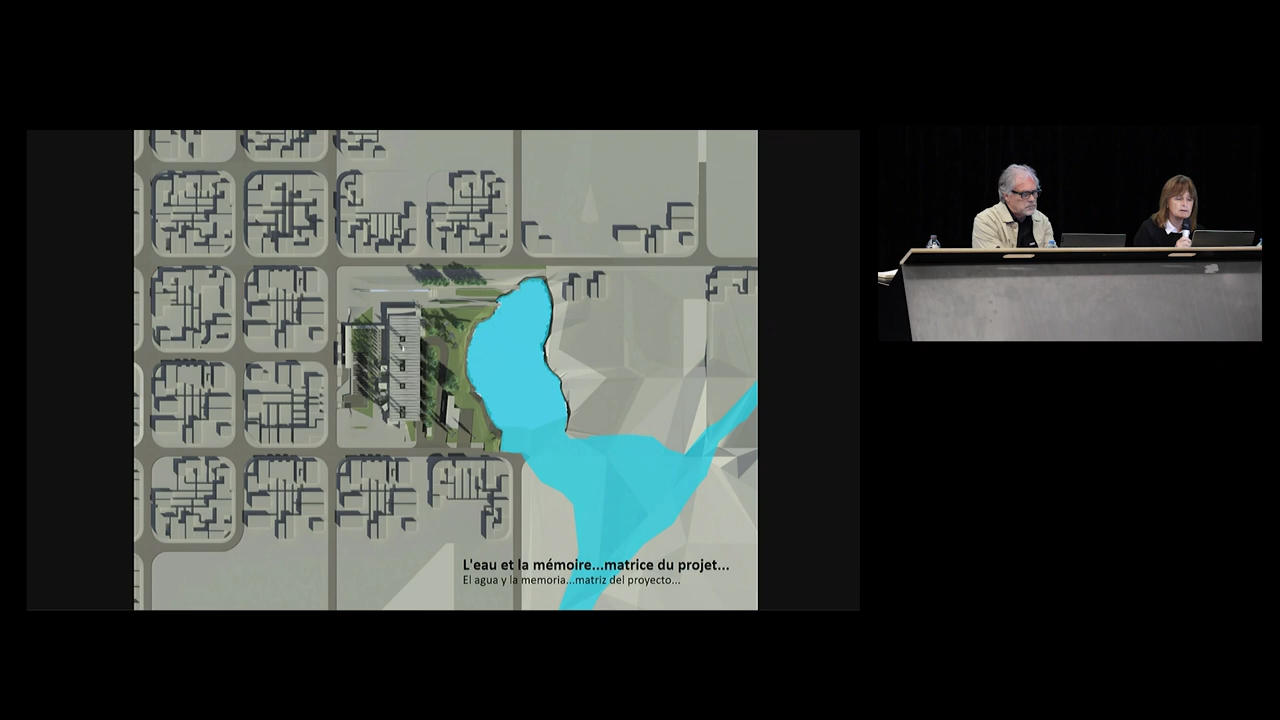 L'eau et la mémoire...matrice du projet...
El agua y la memoria...matriz del proyecto...